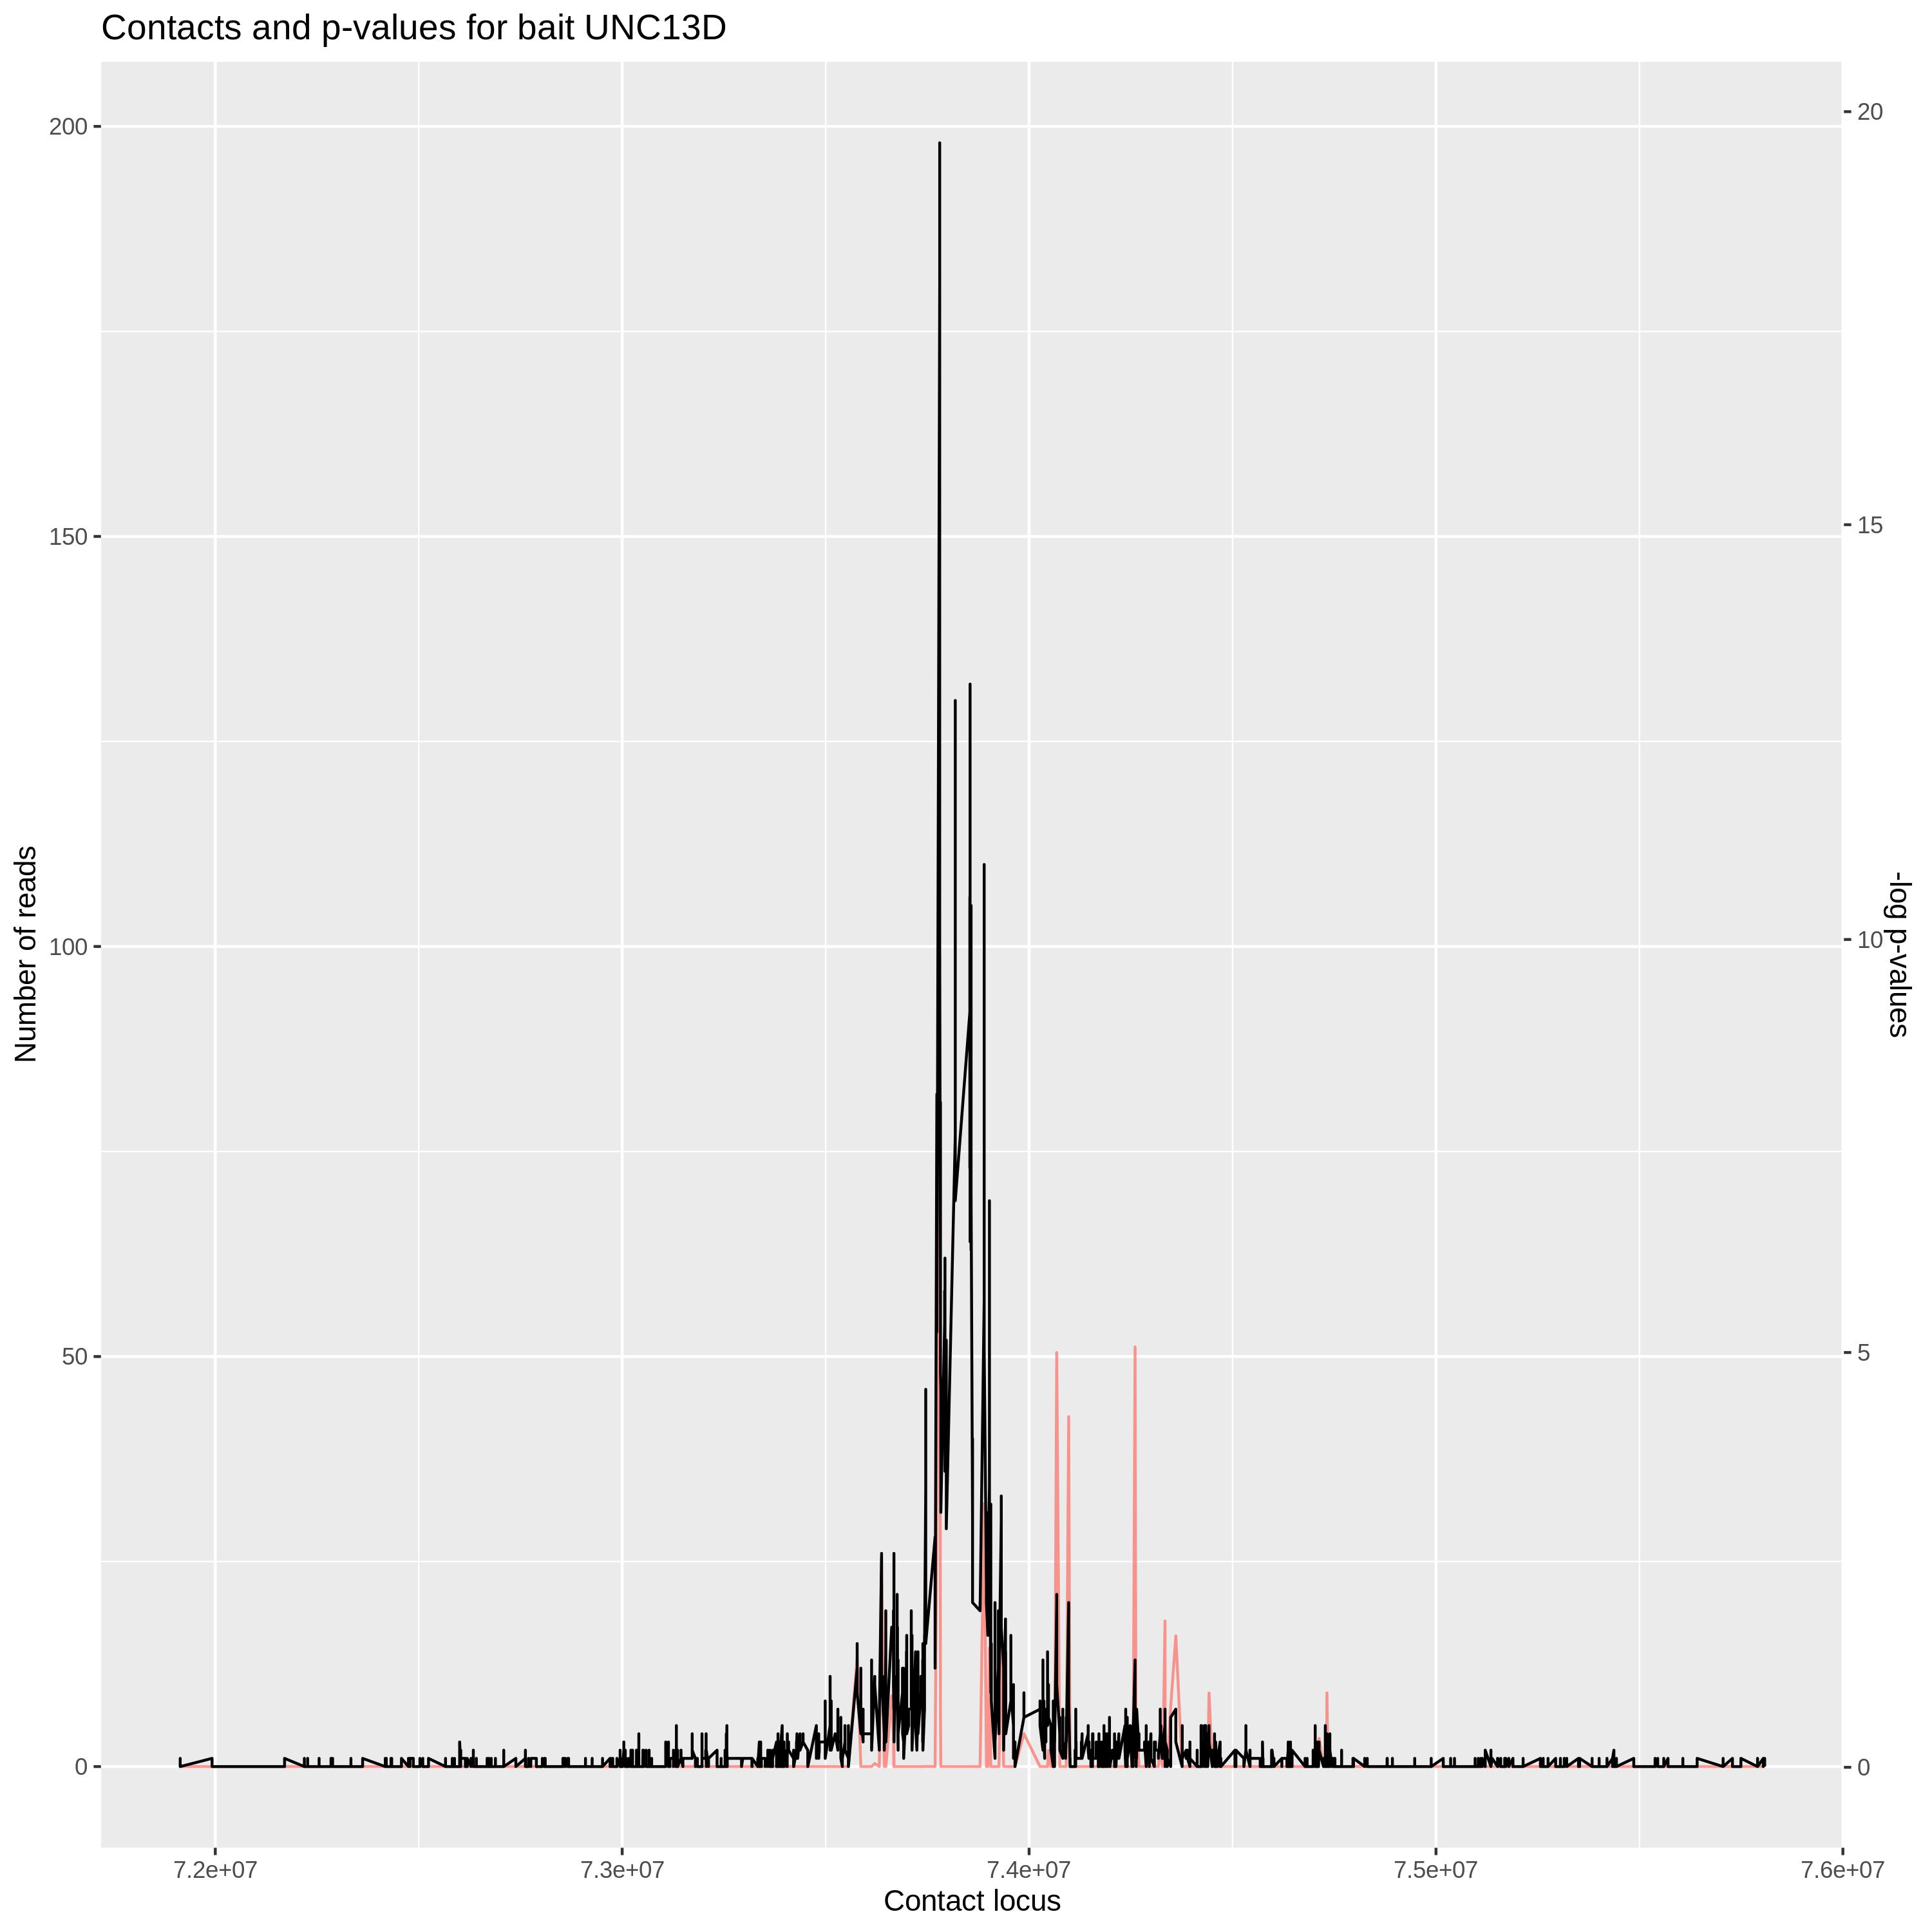 Contacts and p-values for bait UNC13D
200
150
100
50
0
20
15
10
5
0
Number of reads
-log p-values
7.2e+07 7.3e+07 7.4e+07 7.5e+07 7.6e+07
Contact locus